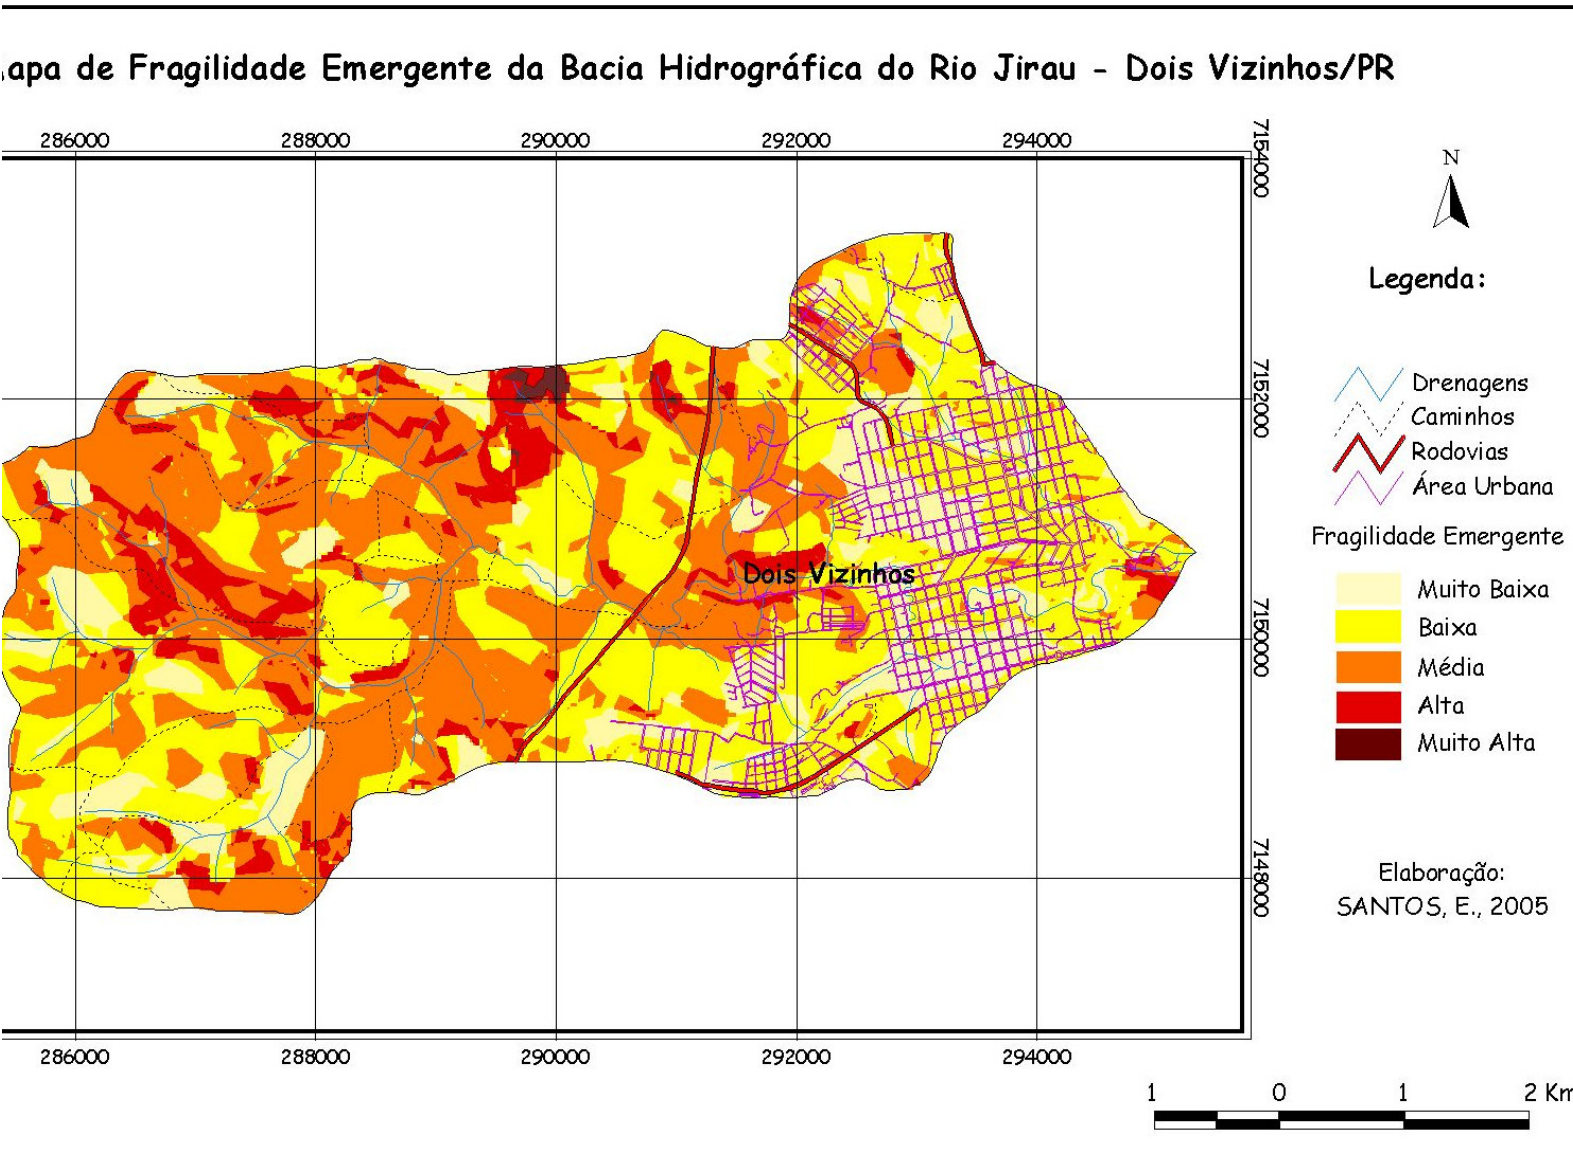 apa de Fragilidade Emergente da Bacia Hidrográfica do Rio Jirau - Dois Vizinhos/PR
286000 288000 290000 292000 294000
7154000
7152000
7150000
7148000
Dois Vizinhos
286000 288000 290000 292000 294000
N
Legenda:
Drenagens
Caminhos
Rodovias
Área Urbana
Fragilidade Emergente
Muito Baixa
Baixa
Média
Alta
Muito Alta
Elaboração:
SANTOS, E., 2005
1 0 1 2 Km